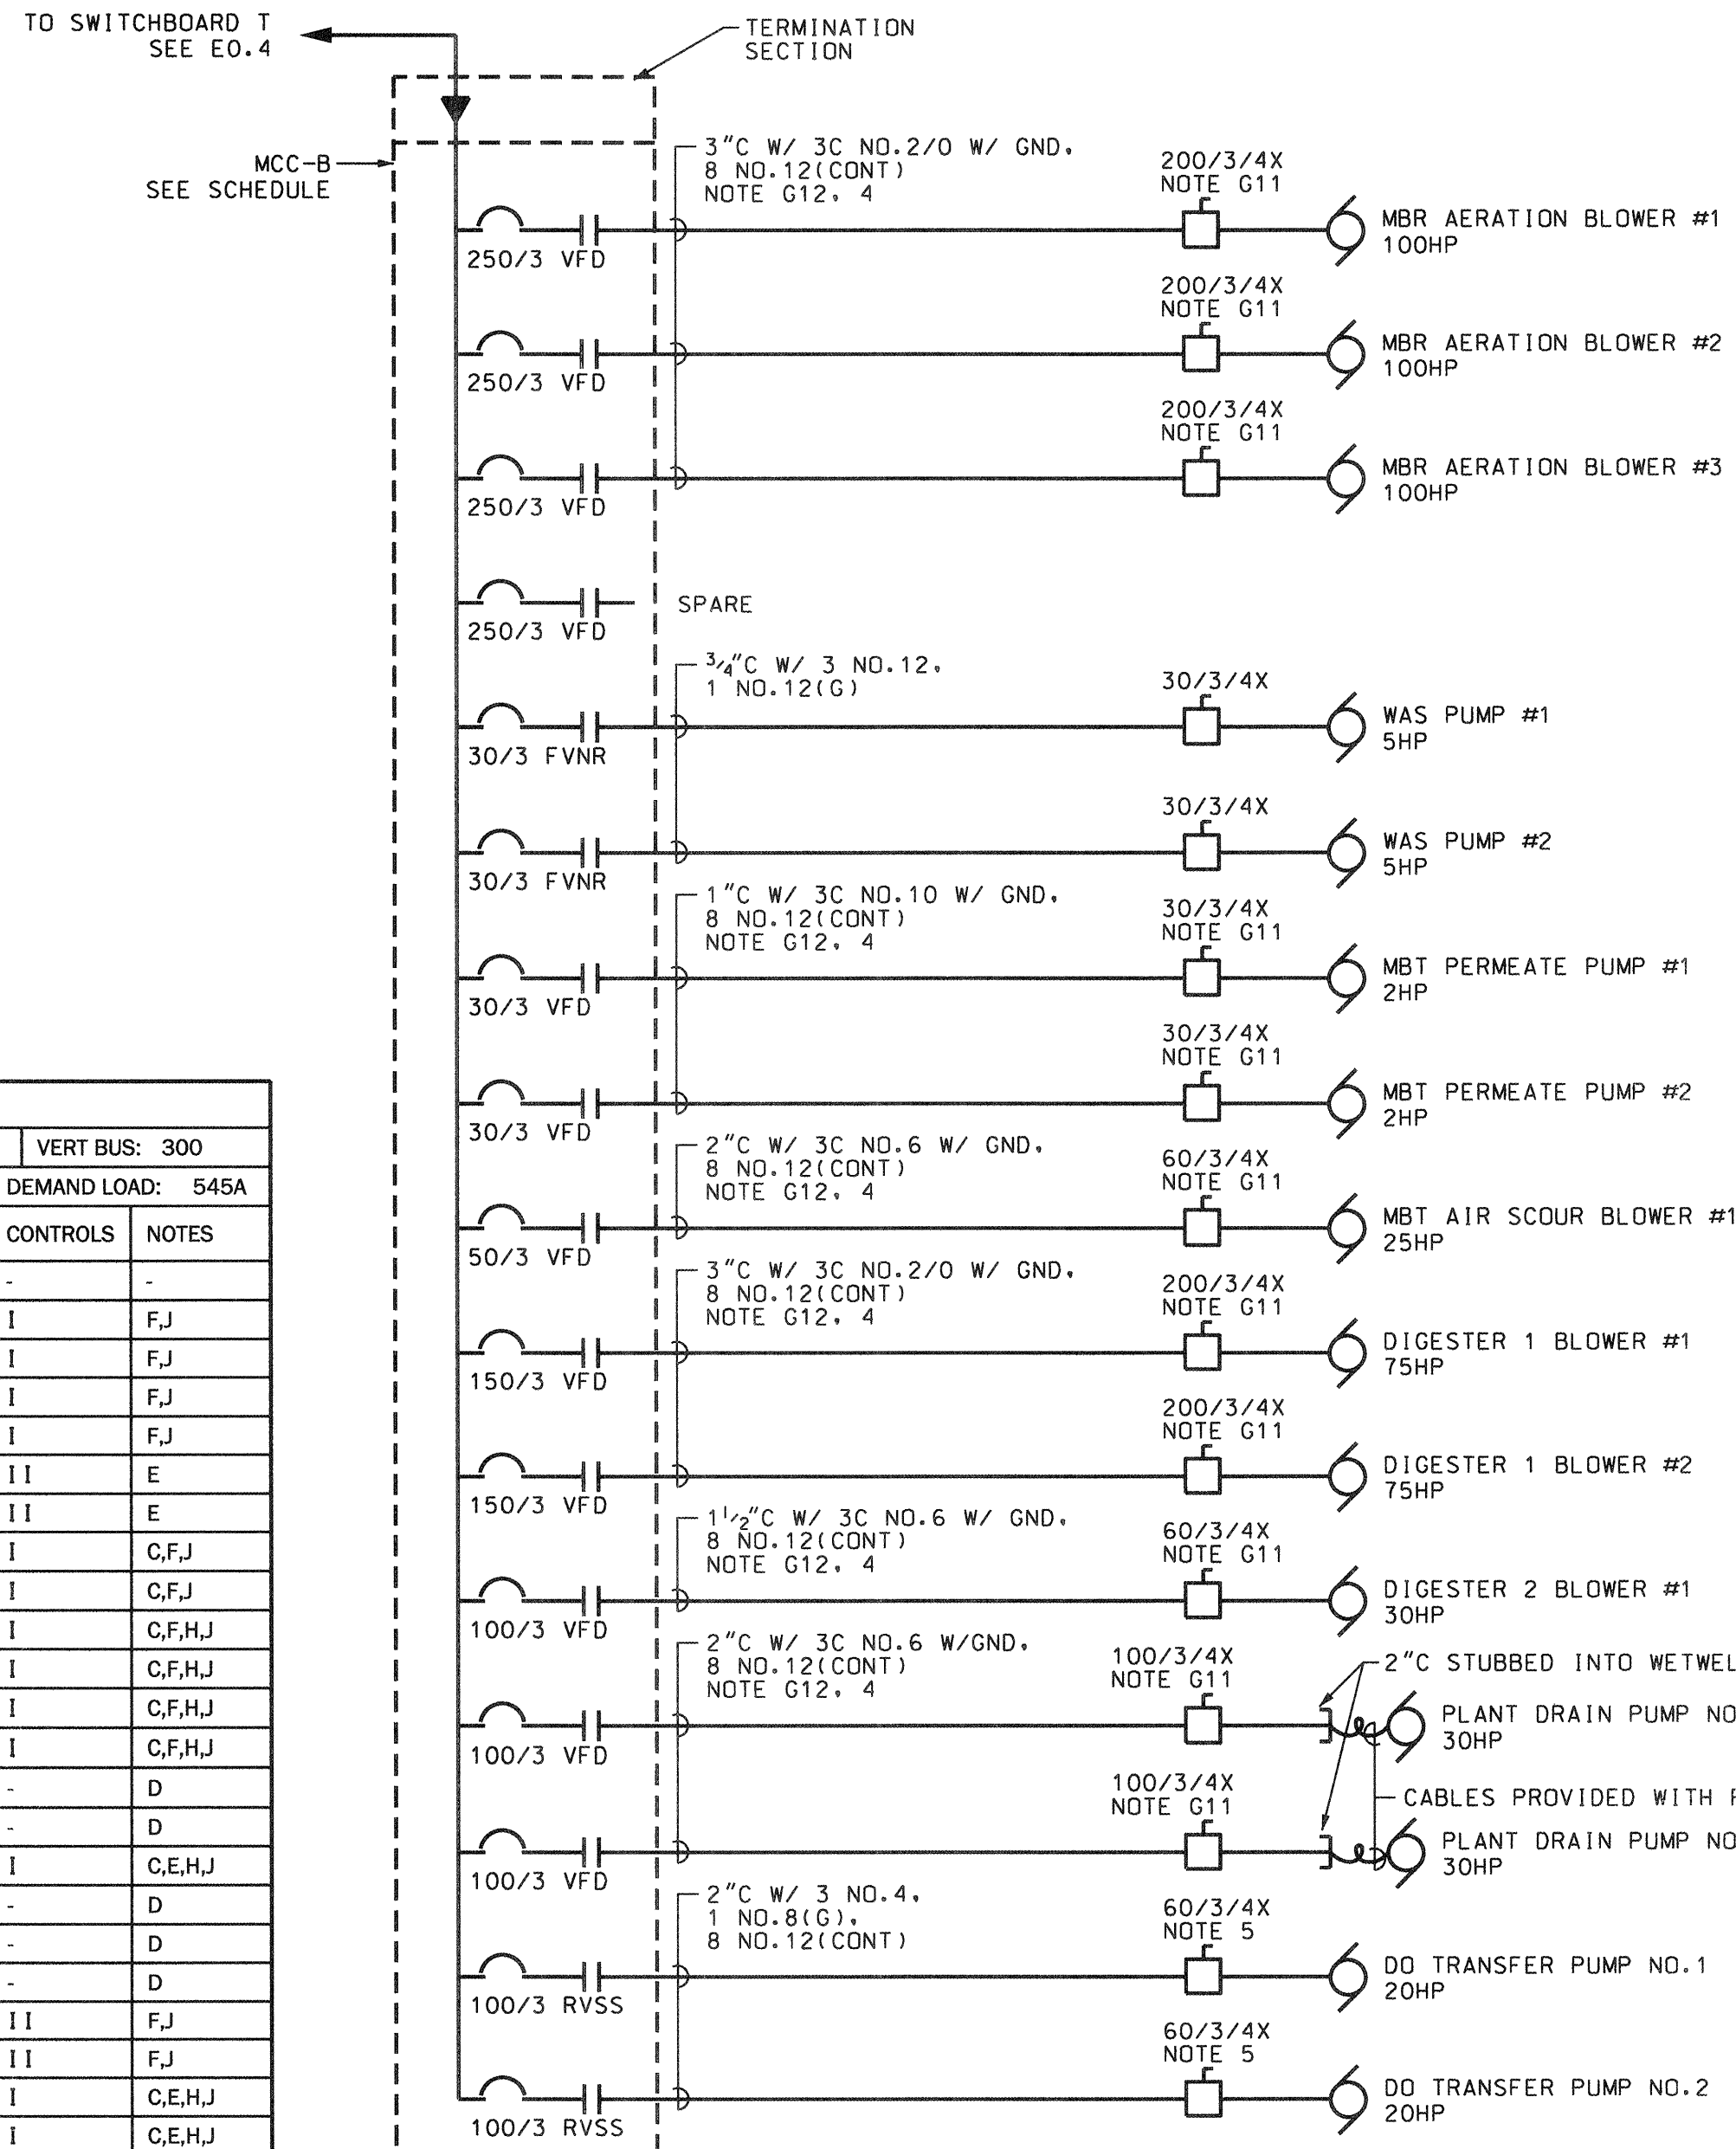 TO SWITCHBOARD T
SEE E0.4
TERMINATION
SECTION
MCC-B
SEE SCHEDULE
3"C W/ 3C NO.2/0 W/ GND,
8 NO.12(CONT)
NOTE G12, 4
200/3/4X
NOTE G11
MBR AERATION BLOWER #1
100HP
250/3 VFD
200/3/4X
NOTE G11
MBR AERATION BLOWER #2
100HP
250/3 VFD
200/3/4X
NOTE G11
MBR AERATION BLOWER #3
100HP
250/3 VFD
SPARE
250/3 VFD
3/4"C W/ 3 NO.12,
1 NO.12(G)
30/3/4X
WAS PUMP #1
5HP
30/3 FVNR
30/3/4X
WAS PUMP #2
5HP
30/3 FVNR
1"C W/ 3C NO.10 W/ GND,
8 NO.12(CONT)
NOTE G12, 4
30/3/4X
NOTE G11
MBT PERMEATE PUMP #1
2HP
30/3 VFD
30/3/4X
NOTE G11
MBT PERMEATE PUMP #2
2HP
30/3 VFD
2"C W/ 3C NO.6 W/ GND,
8 NO.12(CONT)
NOTE G12, 4
60/3/4X
NOTE G11
MBT AIR SCOUR BLOWER #1
25HP
50/3 VFD
3"C W/ 3C NO.2/0 W/ GND,
8 NO.12(CONT)
NOTE G12, 4
200/3/4X
NOTE G11
DIGESTER 1 BLOWER #1
75HP
150/3 VFD
200/3/4X
NOTE G11
DIGESTER 1 BLOWER #2
75HP
150/3 VFD
1 1/2"C W/ 3C NO.6 W/ GND,
8 NO.12(CONT)
NOTE G12, 4
60/3/4X
NOTE G11
DIGESTER 2 BLOWER #1
30HP
100/3 VFD
2"C W/ 3C NO.6 W/GND,
8 NO.12(CONT)
NOTE G12, 4
100/3/4X
NOTE G11
2"C STUBBED INTO
PLANT DRAIN PUMP
30HP
100/3 VFD
100/3/4X
NOTE G11
CABLES PROVIDED WITH
PLANT DRAIN PUMP
30HP
100/3 VFD
2"C W/ 3 NO.4,
1 NO.8(G),
8 NO.12(CONT)
60/3/4X
NOTE 5
DO TRANSFER PUMP NO.1
20HP
100/3 RVSS
60/3/4X
NOTE 5
DO TRANSFER PUMP NO.2
20HP
100/3 RVSS
VERT BUS: 300
DEMAND LOAD: 545A
CONTROLS NOTES
- -
I F,J
I F,J
I F,J
I F,J
II E
II E
I C,F,J
I C,F,J
I C,F,H,J
I C,F,H,J
I C,F,H,J
I C,F,H,J
- D
- D
I C,E,H,J
- D
- D
- D
II F,J
II F,J
I C,E,H,J
I C,E,H,J